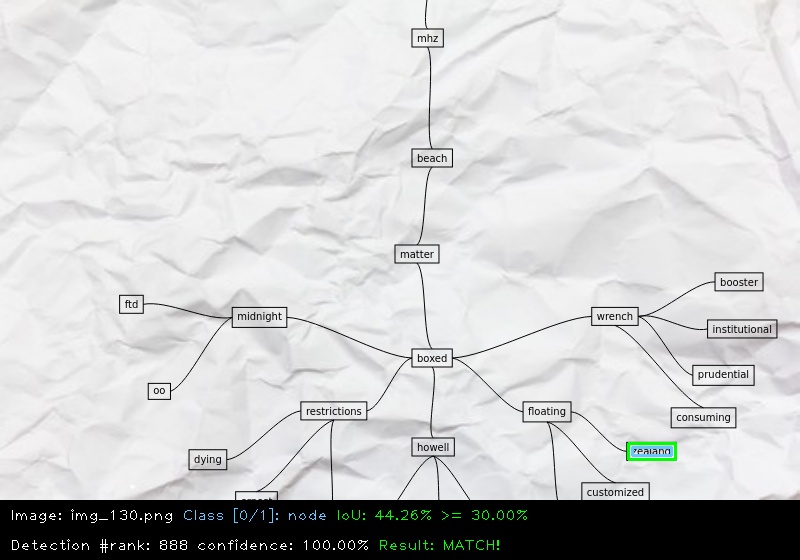 mhz
beach
matter
booster
ftd
midnight
wrench
institutional
boxed
prudential
oo
restrictions
floating
consuming
howell
zealand
dying
customized
Image: img_130.png Class [0/1]: node IoU: 44.26% >= 30.00%
Detection #rank: 888 confidence: 100.00% Result: MATCH!